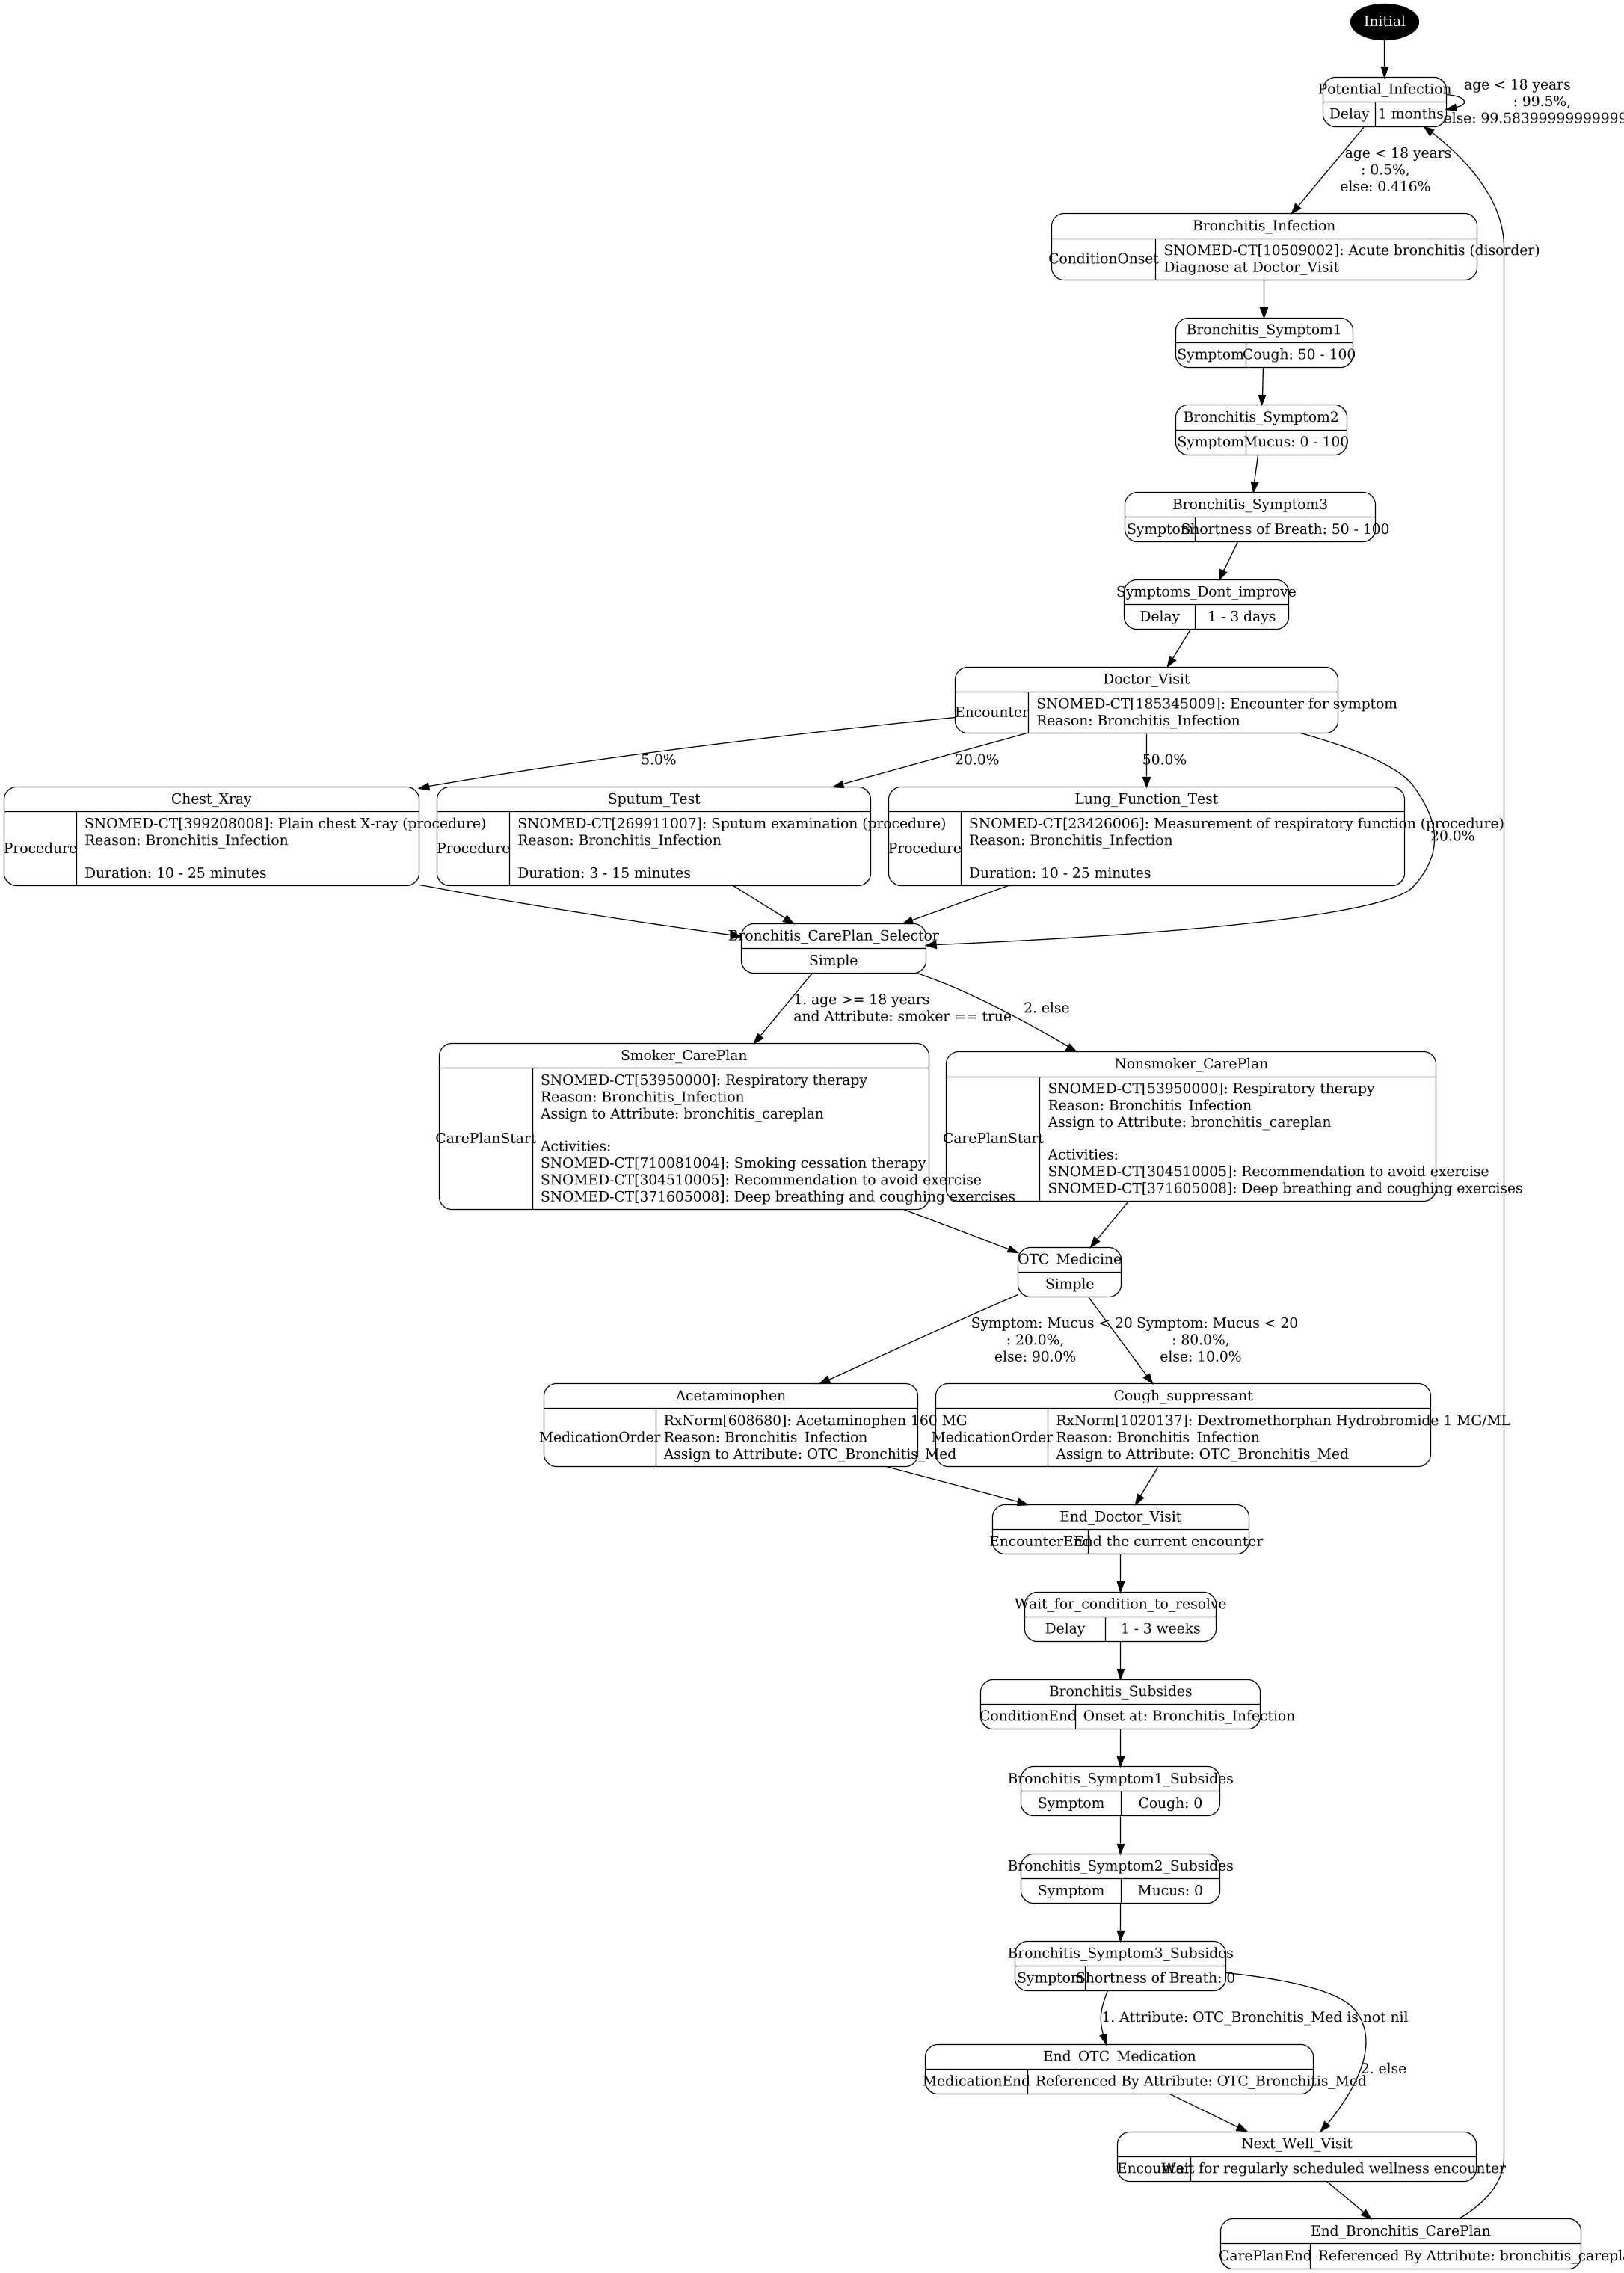 Initial
Potential_Infection
Delay
1 months
age < 18 years
: 99.5%,
else: 99.58399999999999
age < 18 years
: 0.5%,
else: 0.416%
Bronchitis_Infection
ConditionOnset
SNOMED-CT[10509002]: Acute bronchitis (disorder)
Diagnose at Doctor_Visit
Bronchitis_Symptom1
Symptom
Cough: 50 - 100
Bronchitis_Symptom2
Symptom
Mucus: 0 - 100
Bronchitis_Symptom3
Symptom
Shortness of Breath: 50 - 100
Symptoms_Dont_improve
Delay
1 - 3 days
Doctor_Visit
Encounter
SNOMED-CT[185345009]: Encounter for symptom
Reason: Bronchitis_Infection
5.0%
20.0%
50.0%
20.0%
Chest_Xray
Procedure
SNOMED-CT[399208008]: Plain chest X-ray (procedure)
Reason: Bronchitis_Infection
Duration: 10 - 25 minutes
Sputum_Test
Procedure
SNOMED-CT[269911007]: Sputum examination (procedure)
Reason: Bronchitis_Infection
Duration: 3 - 15 minutes
Lung_Function_Test
Procedure
SNOMED-CT[23426006]: Measurement of respiratory function (procedure)
Reason: Bronchitis_Infection
Duration: 10 - 25 minutes
Bronchitis_CarePlan_Selector
Simple
1. age >= 18 years
and Attribute: smoker == true
2. else
Smoker_CarePlan
CarePlanStart
SNOMED-CT[53950000]: Respiratory therapy
Reason: Bronchitis_Infection
Assign to Attribute: bronchitis_careplan
Activities:
SNOMED-CT[710081004]: Smoking cessation therapy
SNOMED-CT[304510005]: Recommendation to avoid exercise
SNOMED-CT[371605008]: Deep breathing and coughing exercises
Nonsmoker_CarePlan
CarePlanStart
SNOMED-CT[53950000]: Respiratory therapy
Reason: Bronchitis_Infection
Assign to Attribute: bronchitis_careplan
Activities:
SNOMED-CT[304510005]: Recommendation to avoid exercise
SNOMED-CT[371605008]: Deep breathing and coughing exercises
OTC_Medicine
Simple
Symptom: Mucus < 20
: 20.0%,
else: 90.0%
Symptom: Mucus < 20
: 80.0%,
else: 10.0%
Acetaminophen
MedicationOrder
RxNorm[608680]: Acetaminophen 160 MG
Reason: Bronchitis_Infection
Assign to Attribute: OTC_Bronchitis_Med
Cough_suppressant
MedicationOrder
RxNorm[1020137]: Dextromethorphan Hydrobromide 1 MG/ML
Reason: Bronchitis_Infection
Assign to Attribute: OTC_Bronchitis_Med
End_Doctor_Visit
EncounterEnd
End the current encounter
Wait_for_condition_to_resolve
Delay
1 - 3 weeks
Bronchitis_Subsides
ConditionEnd
Onset at: Bronchitis_Infection
Bronchitis_Symptom1_Subsides
Symptom
Cough: 0
Bronchitis_Symptom2_Subsides
Symptom
Mucus: 0
Bronchitis_Symptom3_Subsides
Symptom
Shortness of Breath: 0
1. Attribute: OTC_Bronchitis_Med is not nil
2. else
End_OTC_Medication
MedicationEnd
Referenced By Attribute: OTC_Bronchitis_Med
Next_Well_Visit
Encounter
Wait for regularly scheduled wellness encounter
End_Bronchitis_CarePlan
CarePlanEnd
Referenced By Attribute: bronchitis_carepl